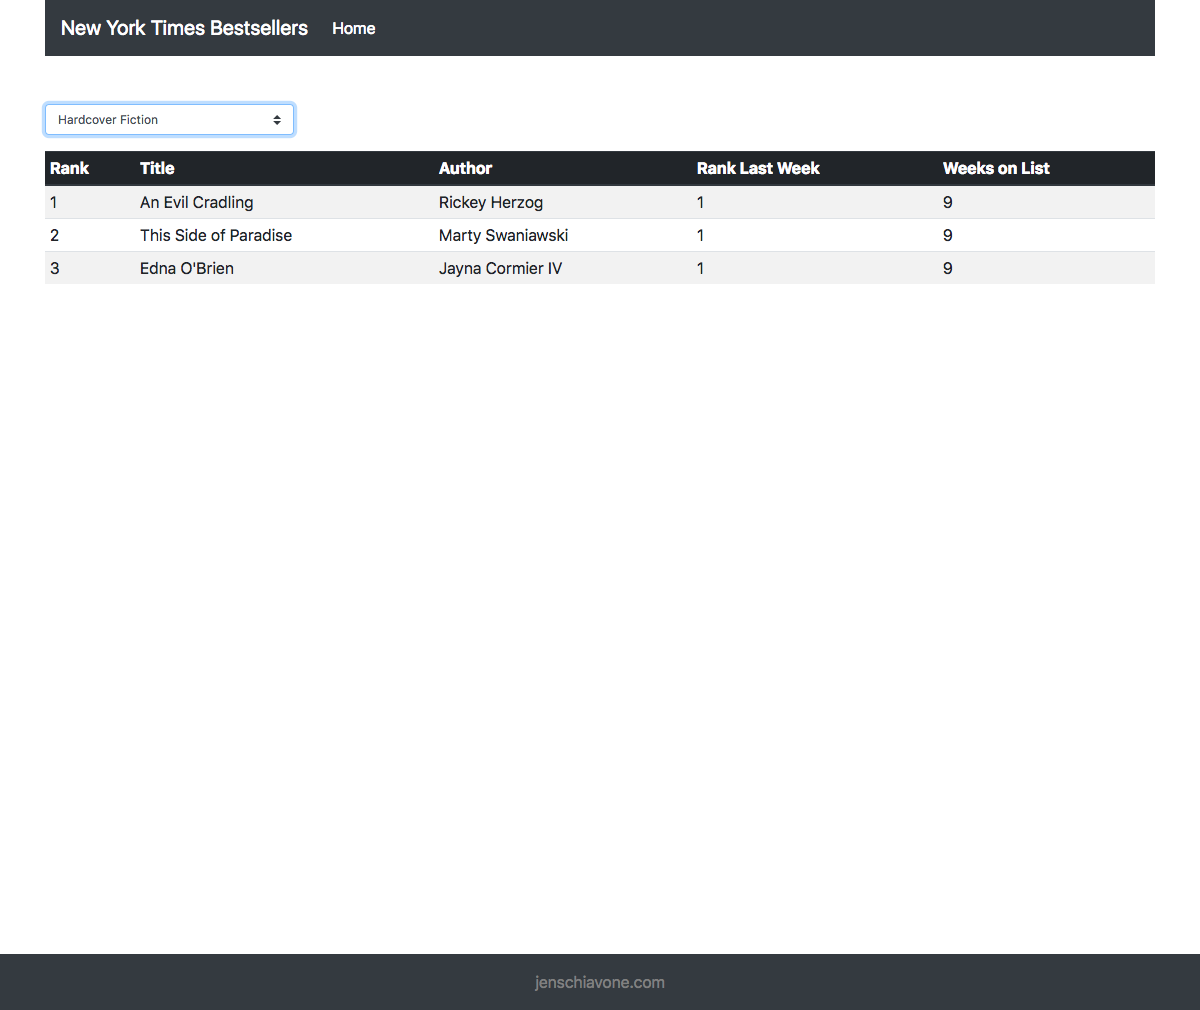 New York Times Bestsellers Home
Hardcover Fiction
Rank Title Author Rank Last Week Weeks on List
1 An Evil Cradling Rickey Herzog 1 9
2 This Side of Paradise Marty Swaniawski 1 9
3 Edna O'Brien Jayna Cormier IV 1 9
jenschiavone.com